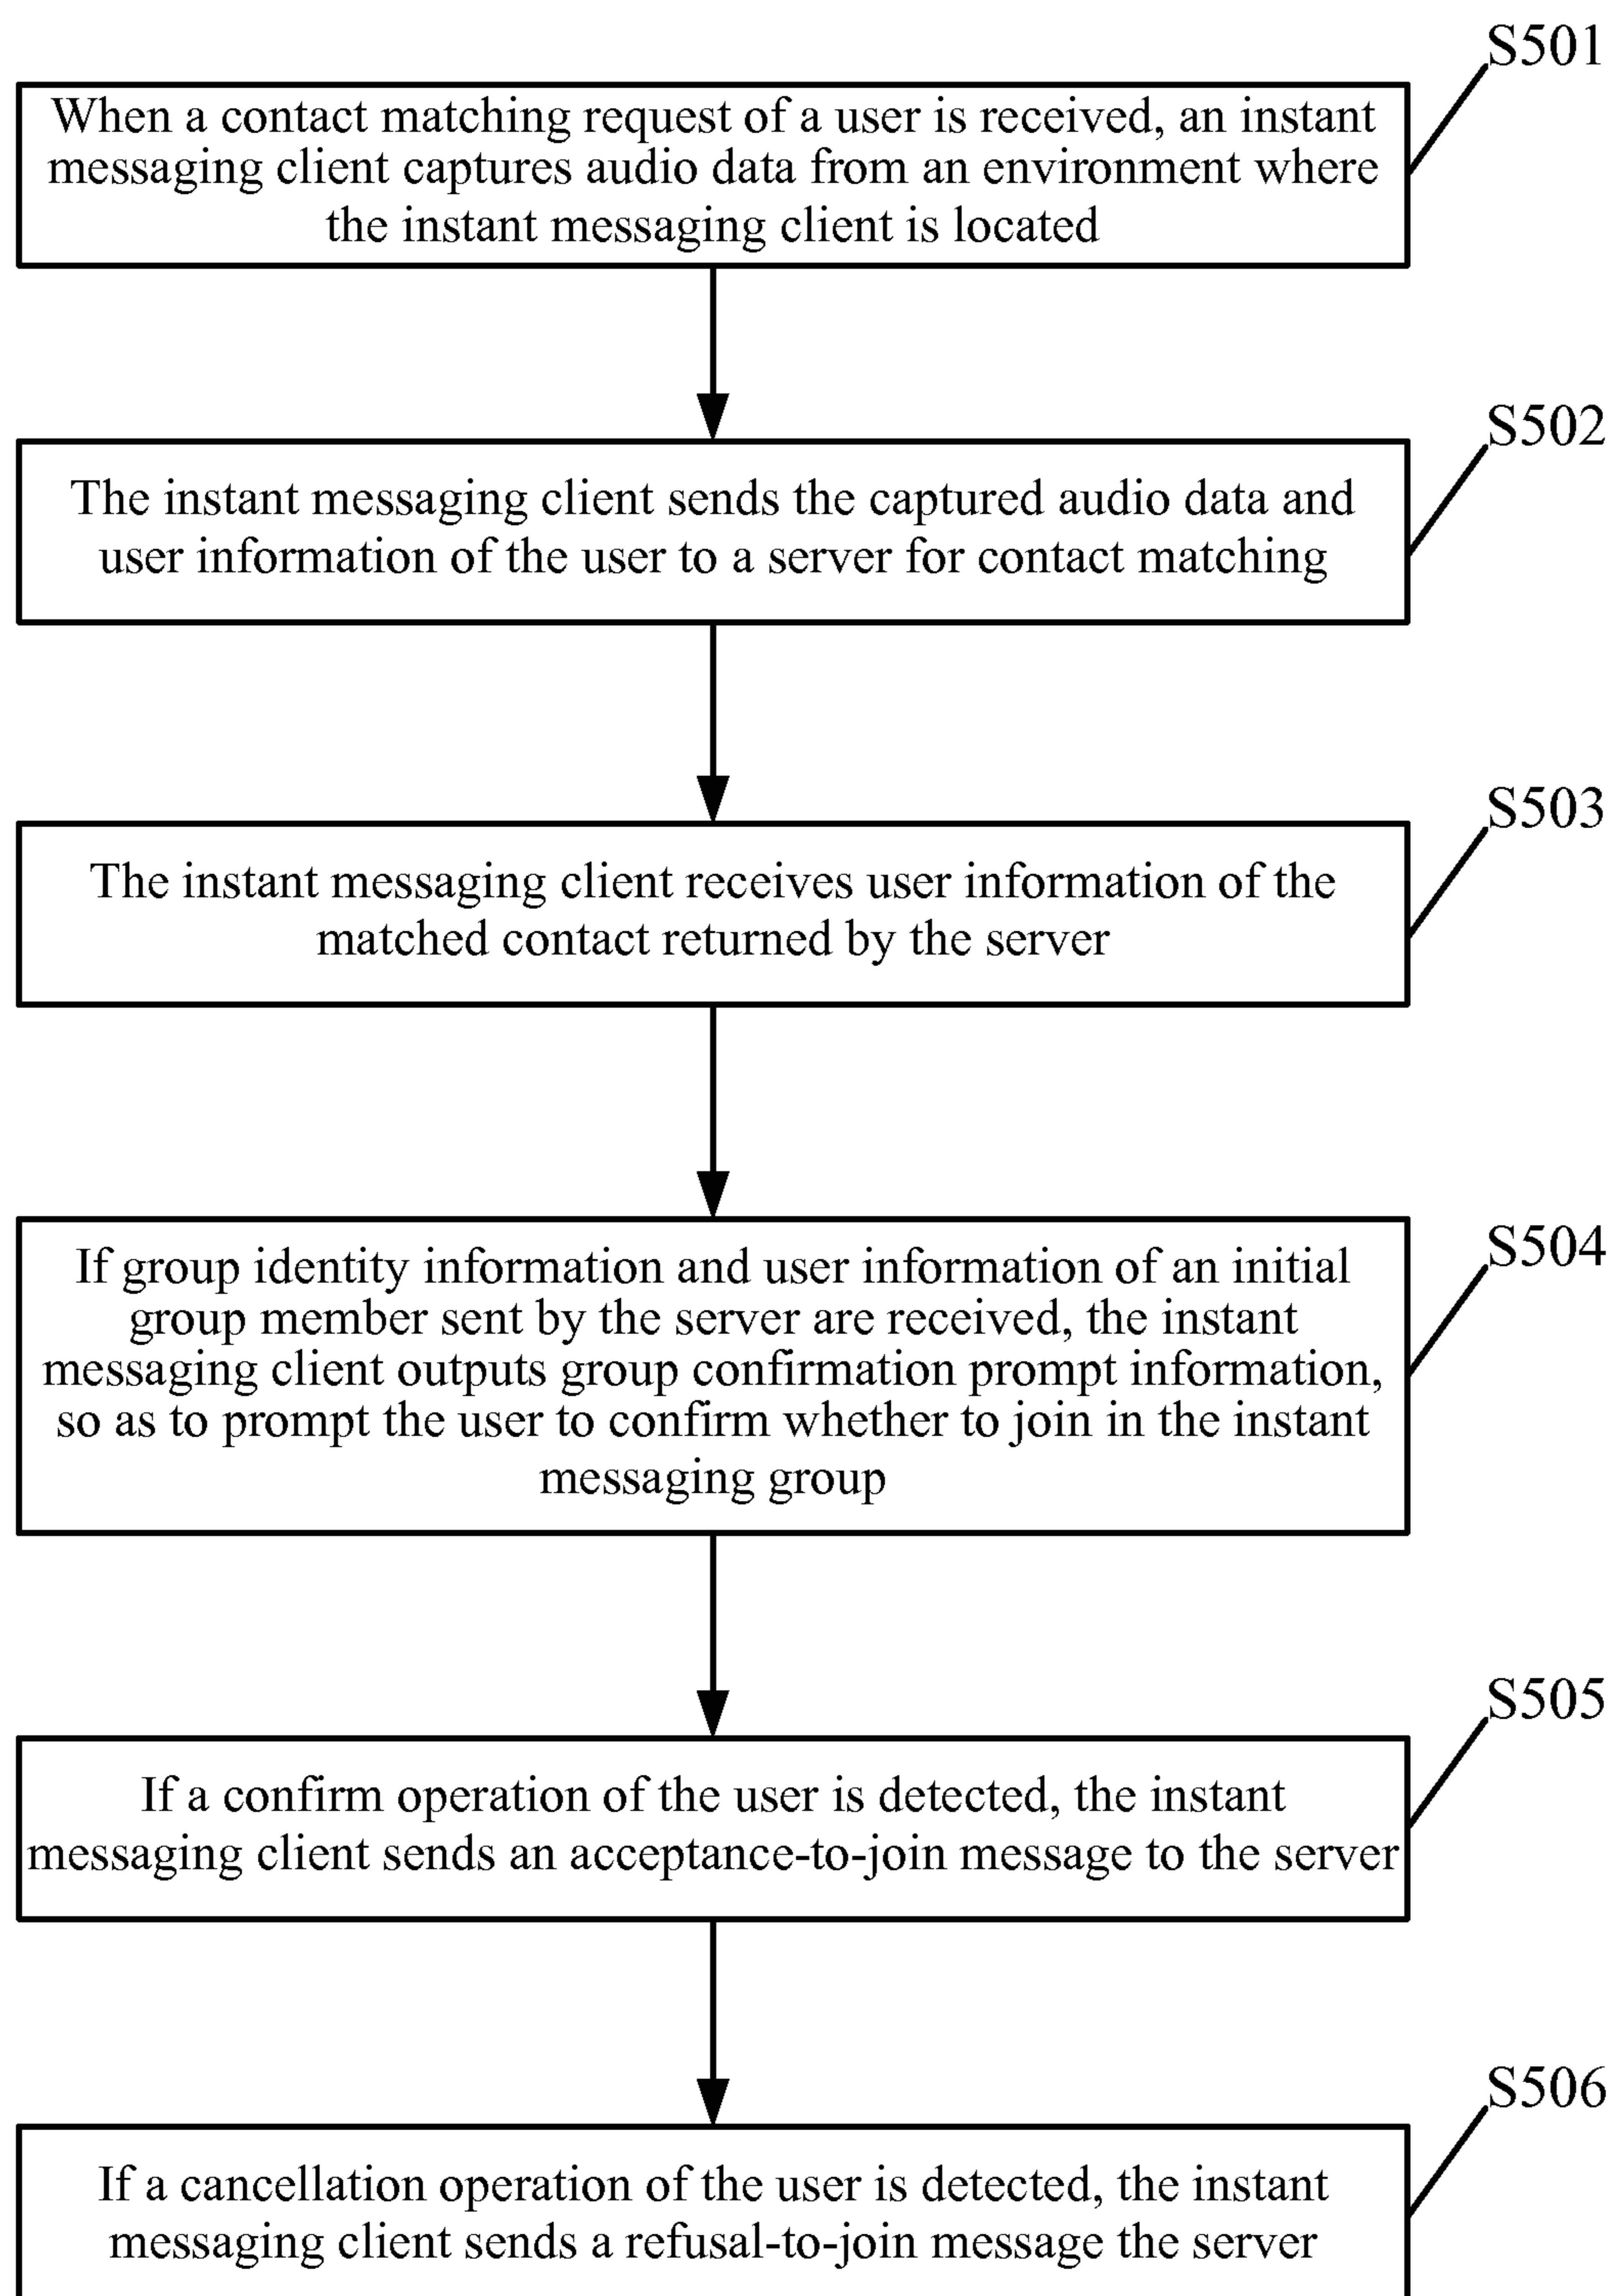 S501
When a contact matching request of a user is received, an instant
messaging client captures audio data from an environment where
the instant messaging client is located
S502
The instant messaging client sends the captured audio data and
user information of the user to a server for contact matching
S503
The instant messaging client receives user information of the
matched contact returned by the server
S504
If group identity information and user information of an initial
group member sent by the server are received, the instant
messaging client outputs group confirmation prompt information,
so as to prompt the user to confirm whether to join in the instant
messaging group
S505
If a confirm operation of the user is detected, the instant
messaging client sends an acceptance-to-join message to the server
S506
If a cancellation operation of the user is detected, the instant
messaging client sends a refusal-to-join message the server